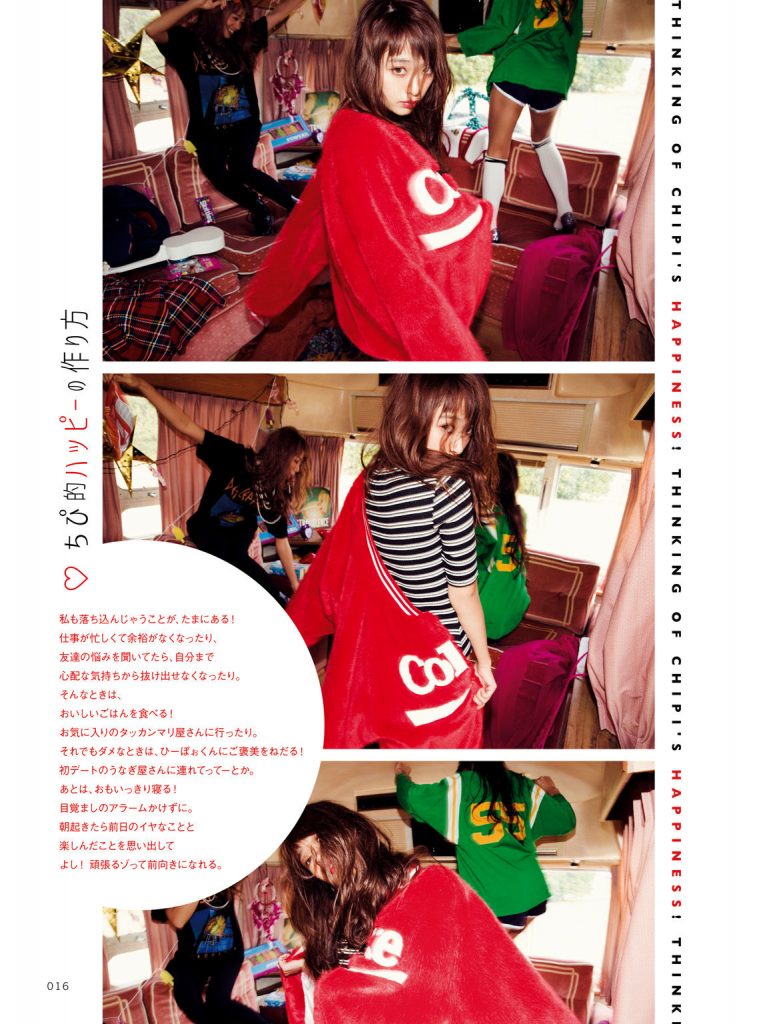 THINKING OF CHIPI'S HAPPINESS! THINKING OF CHIPI'S HAPPINESS! THINKI
ちぴ的ハッピーの作り方
私も落ち込んじゃうことが、たまにある!
仕事が忙しくて余裕がなくなったり、
友達の悩みを聞いてたら、自分まで
心配な気持ちから抜け出せなくなったり。
そんなときは、
おいしいごはんを食べる!
お気に入りのタッカンマリ屋さんに行ったり。
それでもダメなときは、ひーぽぉくんにご褒美をねだる!
初デートのうなぎ屋さんに連れてってーとか。
あとは、おもいっきり寝る!
目覚ましのアラームかけずに。
朝起きたら前日のイヤなことと
楽しんだことを思い出して
よし! 頑張るゾって前向きになれる。
Coll
5
55
ke
016